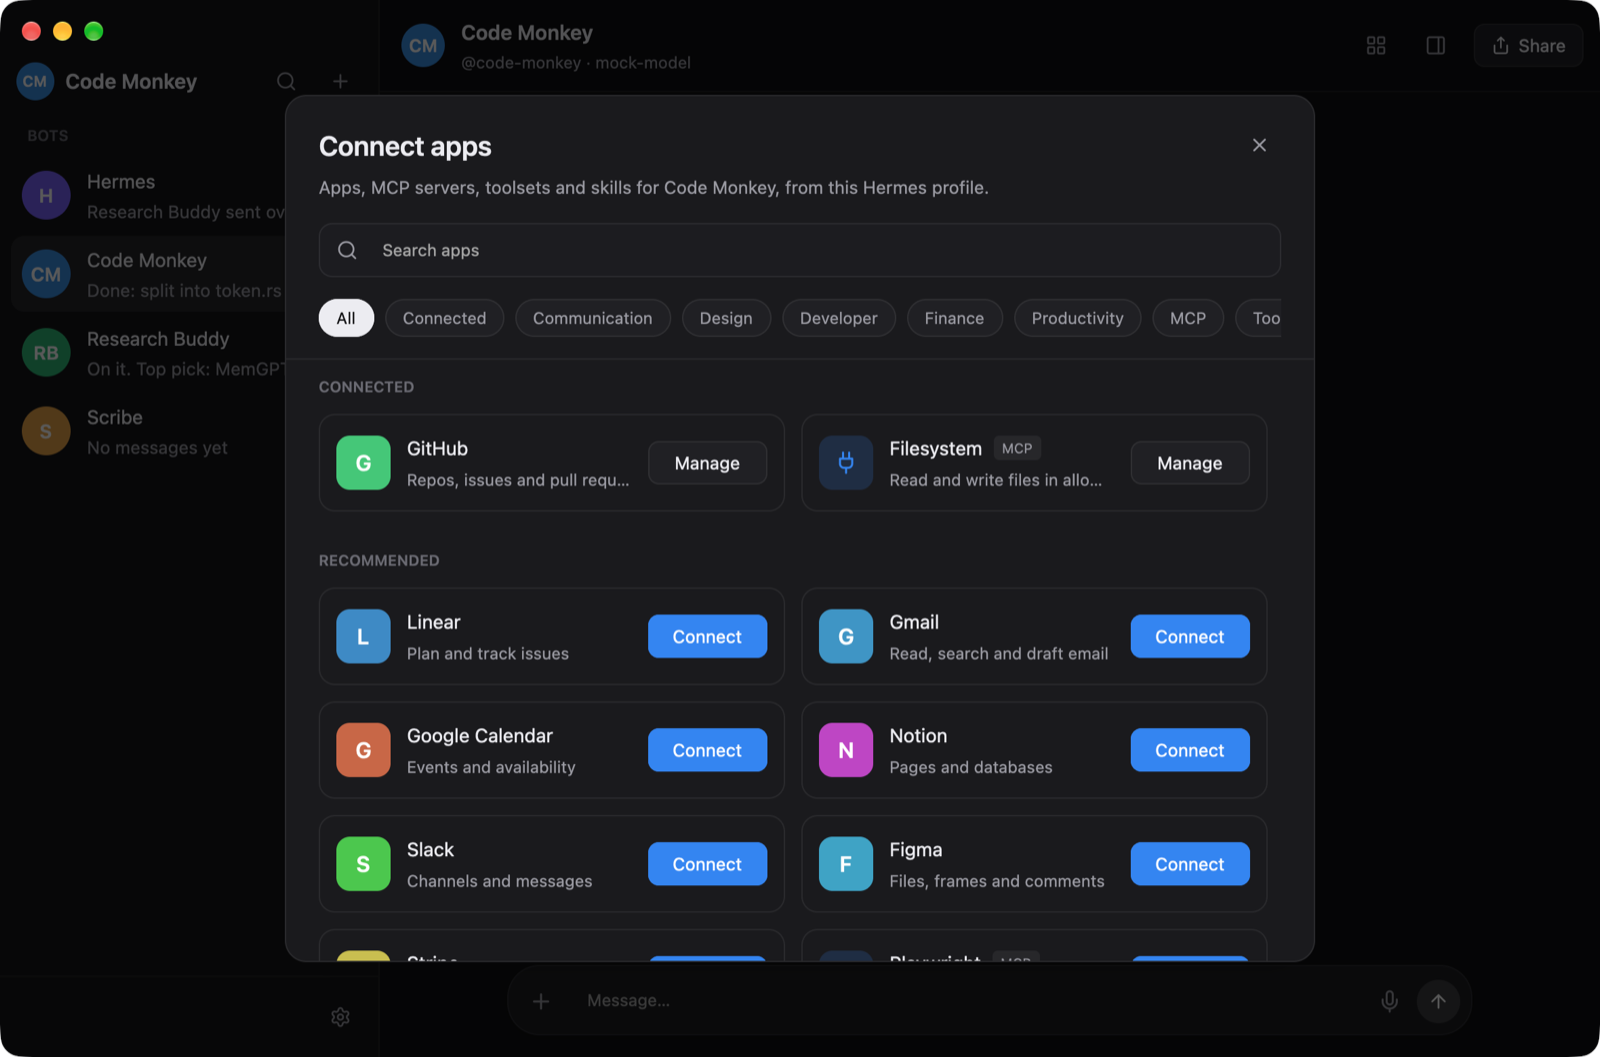 CM
Code Monkey
BOTS
H
Hermes
Research Buddy sent ov
CM
Code Monkey
Done: split into token.rs
RB
Research Buddy
On it. Top pick: MemGPT
S
Scribe
No messages yet
CM
Code Monkey
@code-monkey · mock-model
Share
Connect apps
Apps, MCP servers, toolsets and skills for Code Monkey, from this Hermes profile.
Search apps
All
Connected
Communication
Design
Developer
Finance
Productivity
MCP
Too
CONNECTED
G
GitHub
Repos, issues and pull requ...
Manage
Filesystem
MCP
Read and write files in allo...
Manage
RECOMMENDED
L
Linear
Plan and track issues
Connect
G
Gmail
Read, search and draft email
Connect
G
Google Calendar
Events and availability
Connect
N
Notion
Pages and databases
Connect
S
Slack
Channels and messages
Connect
F
Figma
Files, frames and comments
Connect
Stripe
Playwright
MCP
Message...